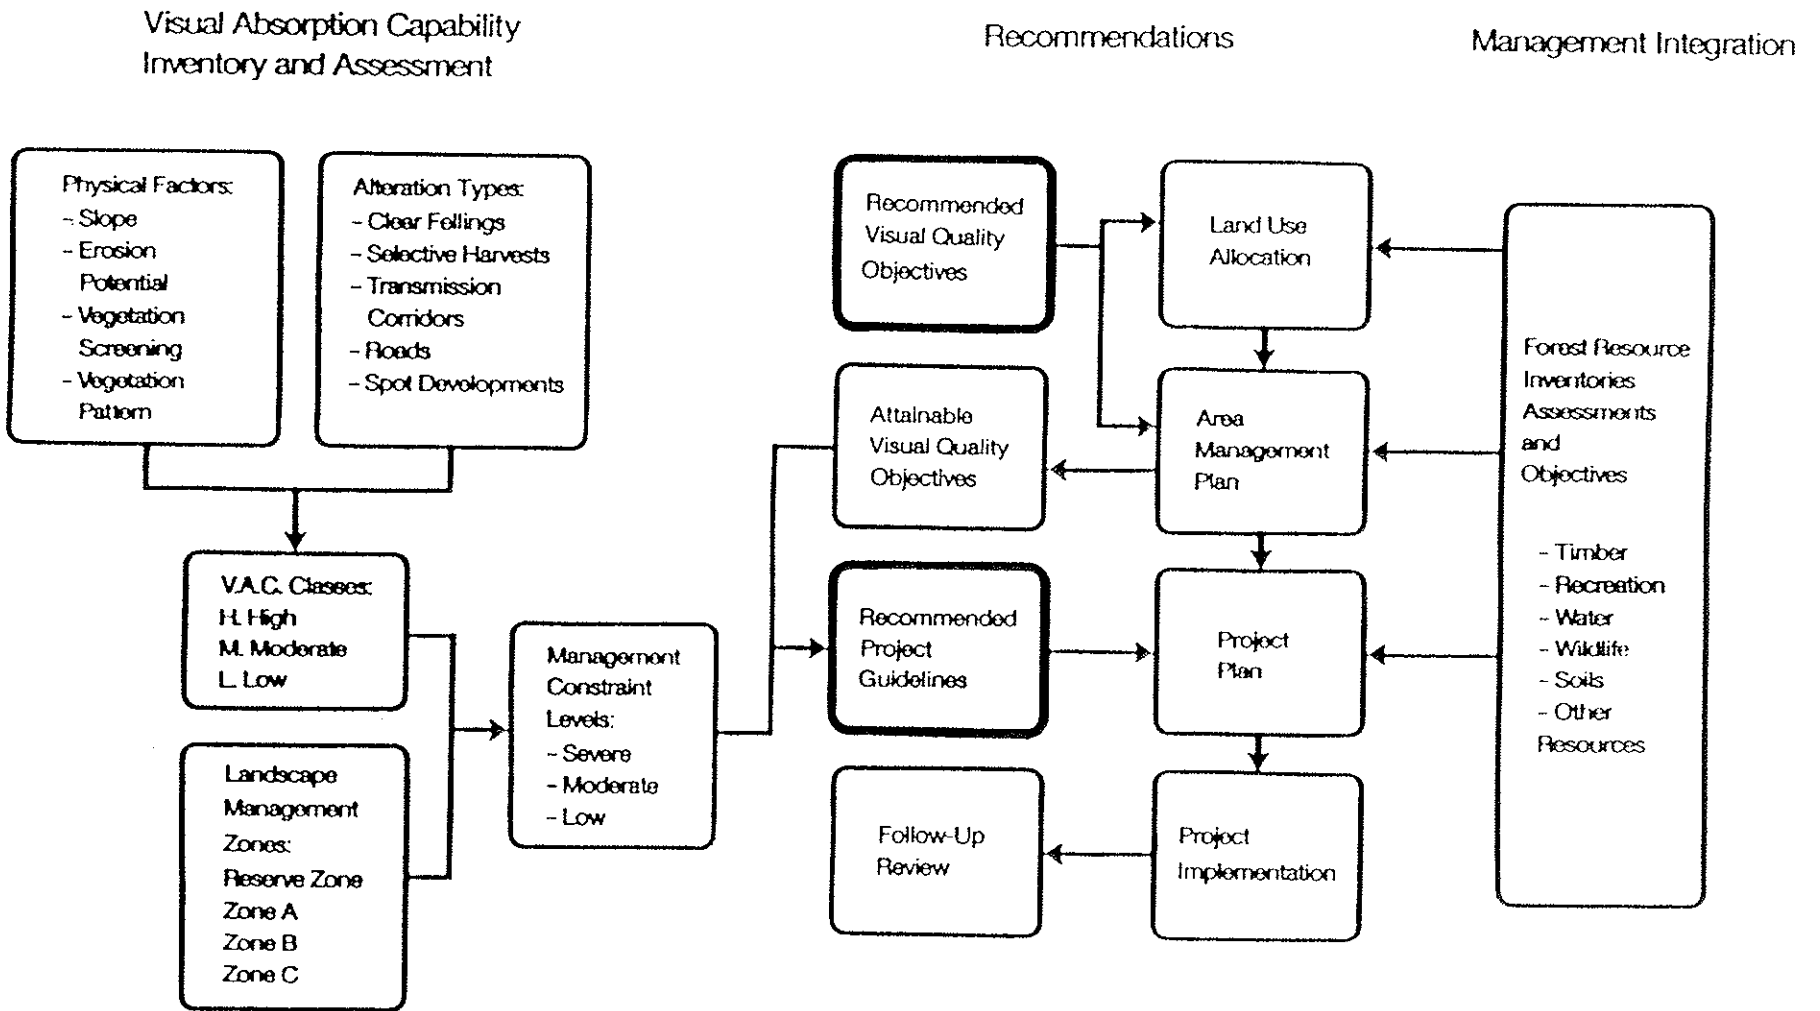 Visual Absorption Capability
Inventory and Assessment
Recommendations
Management Integration
Physical Factors:
- Slope
- Erosion
Potential
- Vegetation
Screening
- Vegetation
Pattern
Alteration Types:
- Clear Fellings
- Selective Harvests
- Transmission
Corridors
- Roads
- Spot Developments
V.A.C. Classes:
H. High
M. Moderate
L. Low
Landscape
Management
Zones:
Reserve Zone
Zone A
Zone B
Zone C
Management
Constraint
Levels:
- Severe
- Moderate
- Low
Recommended
Visual Quality
Objectives
Attainable
Visual Quality
Objectives
Recommended
Project
Guidelines
Follow-Up
Review
Land Use
Allocation
Area
Management
Plan
Project
Plan
Project
Implementation
Forest Resource
Inventories
Assessments
and
Objectives
- Timber
- Recreation
- Water
- Wildlife
- Soils
- Other
Resources